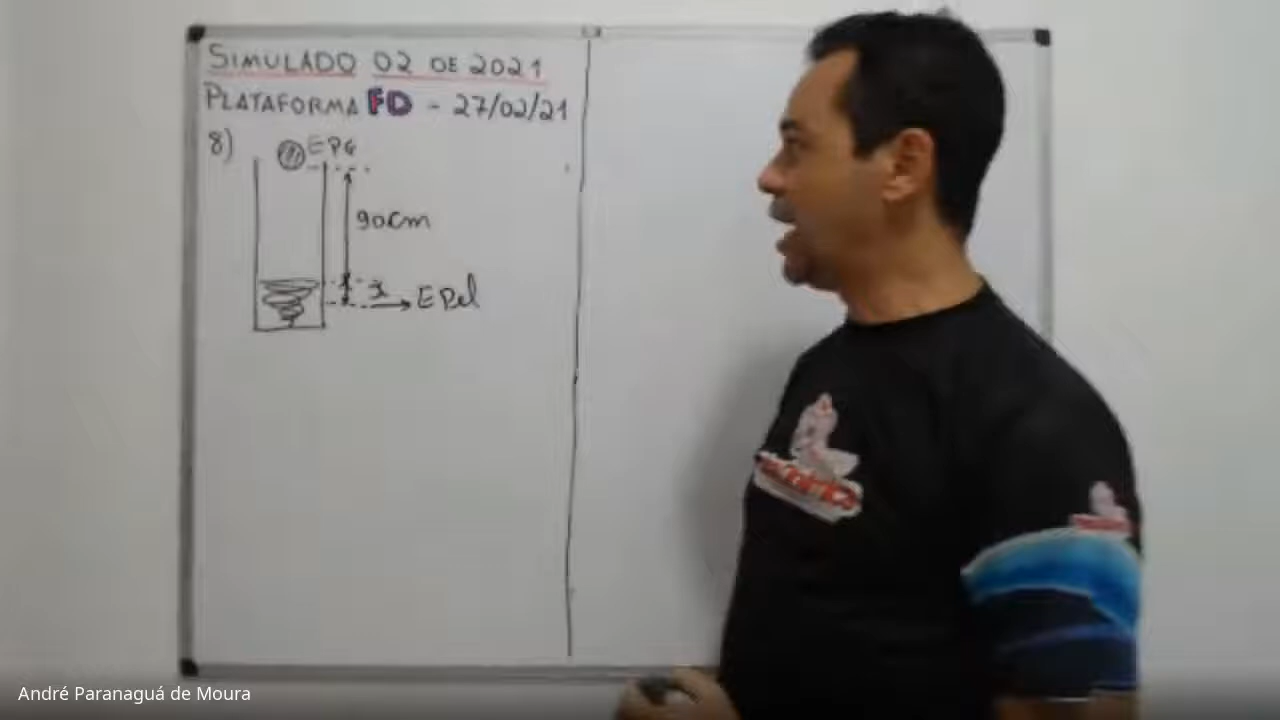 SIMULADO 02 DE 2021
PLATAFORMA FD - 27/02/21
8)
EPG
90cm
x
EPel
André Paranaguá de Moura